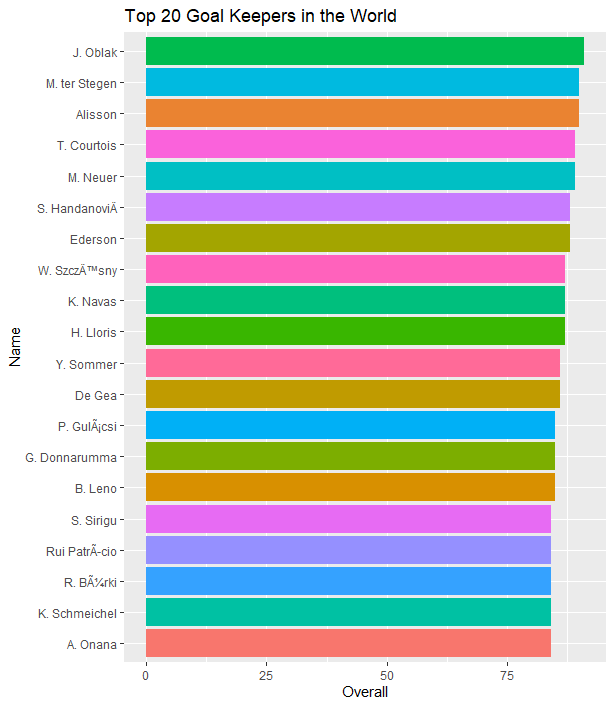 Top 20 Goal Keepers in the World
J. Oblak
M. ter Stegen
Alisson
T. Courtois
M. Neuer
S. HandanoviÄ
Ederson
W. SzczÄ™sny
K. Navas
H. Lloris
Y. Sommer
De Gea
P. GulÃ¡csi
G. Donnarumma
B. Leno
S. Sirigu
Rui PatrÃ-cio
R. BÃ¼rki
K. Schmeichel
A. Onana
Name
0 25 50 75
Overall